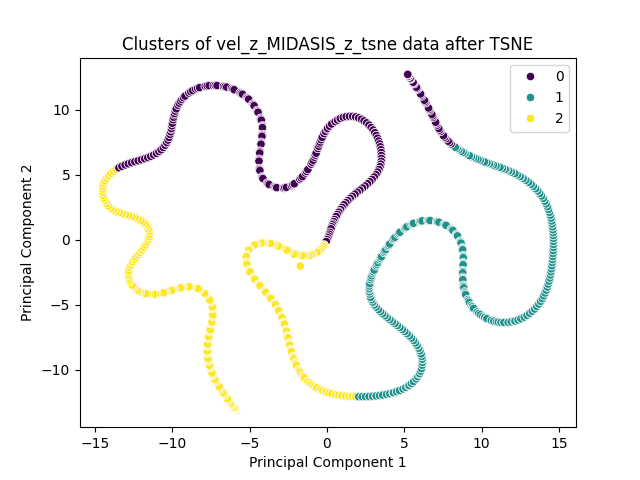 Clusters of vel_z_MIDASIS_z_tsne data after TSNE
0
1
2
10
5
0
−5
−10
Principal Component 2
−15 −10 −5 0 5 10 15
Principal Component 1